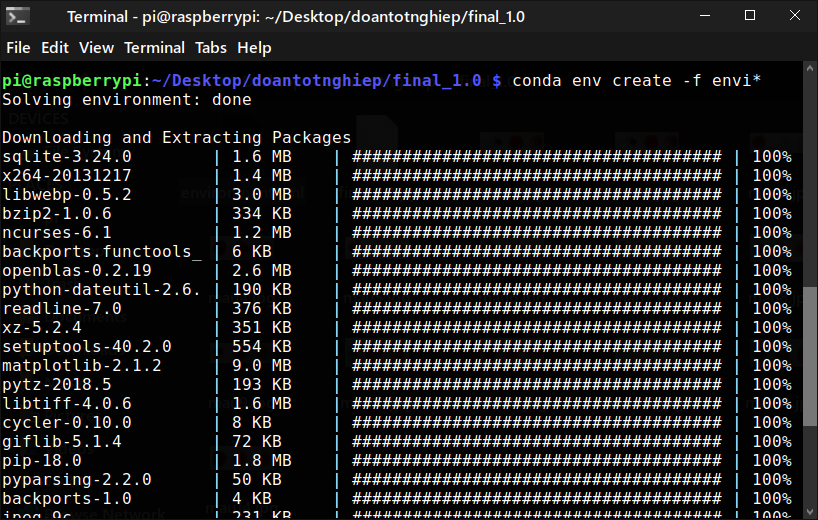 Terminal - pi@raspberrypi: ~/Desktop/doantotnghiep/final_1.0
File Edit View Terminal Tabs Help
pi@raspberrypi:~/Desktop/doantotnghiep/final_1.0 $ conda env create -f envi*
Solving environment: done
Downloading and Extracting Packages
sqlite-3.24.0 | 1.6 MB | ##################################### | 100%
x264-20131217 | 1.4 MB | ##################################### | 100%
libwebp-0.5.2 | 3.0 MB | ##################################### | 100%
bzip2-1.0.6 | 334 KB | ##################################### | 100%
ncurses-6.1 | 1.2 MB | ##################################### | 100%
backports.functools_ | 6 KB | ##################################### | 100%
openblas-0.2.19 | 2.6 MB | ##################################### | 100%
python-dateutil-2.6. | 190 KB | ##################################### | 100%
readline-7.0 | 376 KB | ##################################### | 100%
xz-5.2.4 | 351 KB | ##################################### | 100%
setuptools-40.2.0 | 554 KB | ##################################### | 100%
matplotlib-2.1.2 | 9.0 MB | ##################################### | 100%
pytz-2018.5 | 193 KB | ##################################### | 100%
libtiff-4.0.6 | 1.6 MB | ##################################### | 100%
cycler-0.10.0 | 8 KB | ##################################### | 100%
giflib-5.1.4 | 72 KB | ##################################### | 100%
pip-18.0 | 1.8 MB | ##################################### | 100%
pyparsing-2.2.0 | 50 KB | ##################################### | 100%
backports-1.0 | 4 KB | ##################################### | 100%
jpeg-9c | 231 KB | ##################################### | 100%